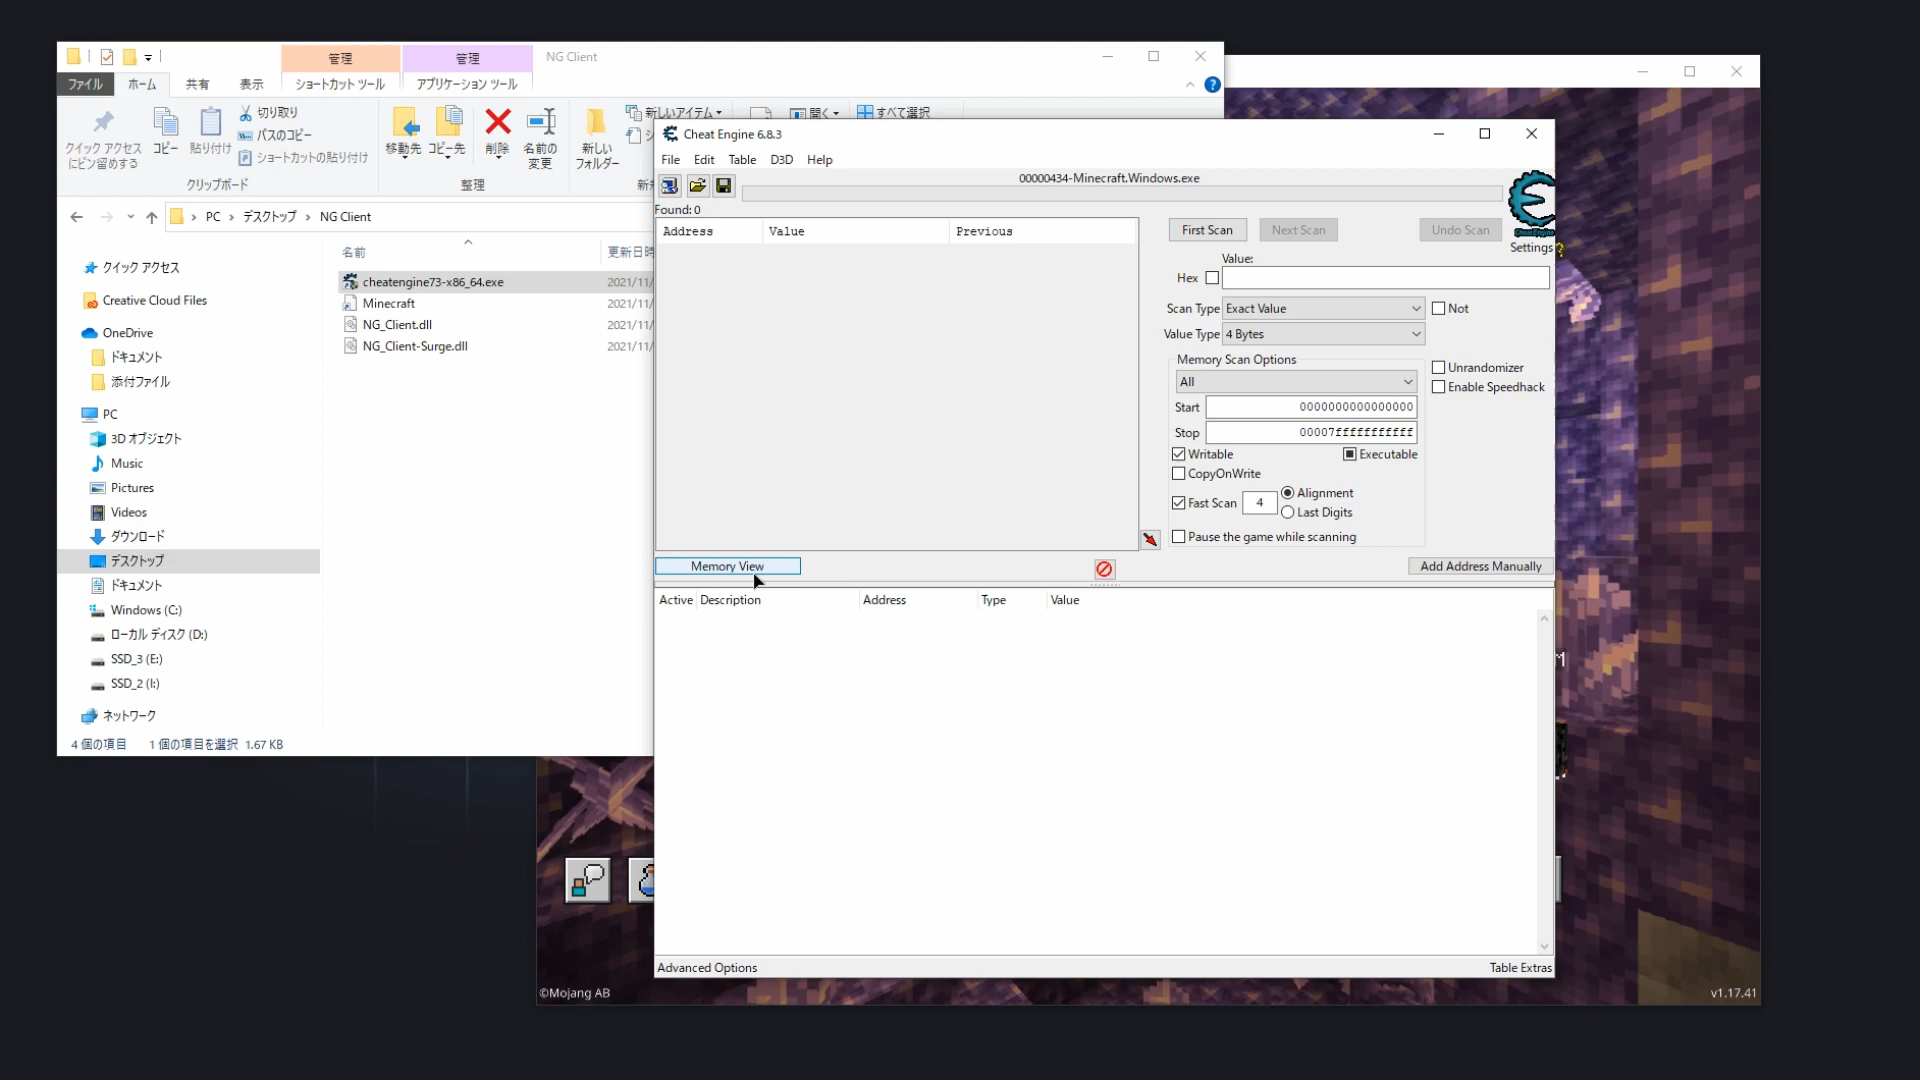 管理
管理
NG Client
ファイル
ホーム
共有
表示
ショートカット ツール
アプリケーション ツール
クイック アクセス
にピン留めする
コピー
貼り付け
切り取り
パスのコピー
ショートカットの貼り付け
クリップボード
移動先
コピー先
削除
名前の
変更
整理
新しい
フォルダー
新しいアイテム
開く
すべて選択
PC
デスクトップ
NG Client
名前
更新日時
クイック アクセス
Creative Cloud Files
OneDrive
ドキュメント
添付ファイル
PC
3D オブジェクト
Music
Pictures
Videos
ダウンロード
デスクトップ
ドキュメント
Windows (C:)
ローカル ディスク (D:)
SSD_3 (E:)
SSD_2 (I:)
ネットワーク
cheatengine73-x86_64.exe
2021/11/
Minecraft
2021/11/
NG_Client.dll
2021/11/
NG_Client-Surge.dll
2021/11/
4 個の項目
1 個の項目を選択 1.67 KB
Cheat Engine 6.8.3
File
Edit
Table
D3D
Help
00000434-Minecraft.Windows.exe
Found: 0
Address
Value
Previous
First Scan
Next Scan
Undo Scan
Settings
Value:
Hex
Scan Type
Exact Value
Not
Value Type
4 Bytes
Memory Scan Options
All
Unrandomizer
Enable Speedhack
Start
0000000000000000
Stop
00007fffffffffff
Writable
Executable
CopyOnWrite
Fast Scan
4
Alignment
Last Digits
Pause the game while scanning
Memory View
Add Address Manually
Active
Description
Address
Type
Value
Advanced Options
Table Extras
©Mojang AB
v1.17.41